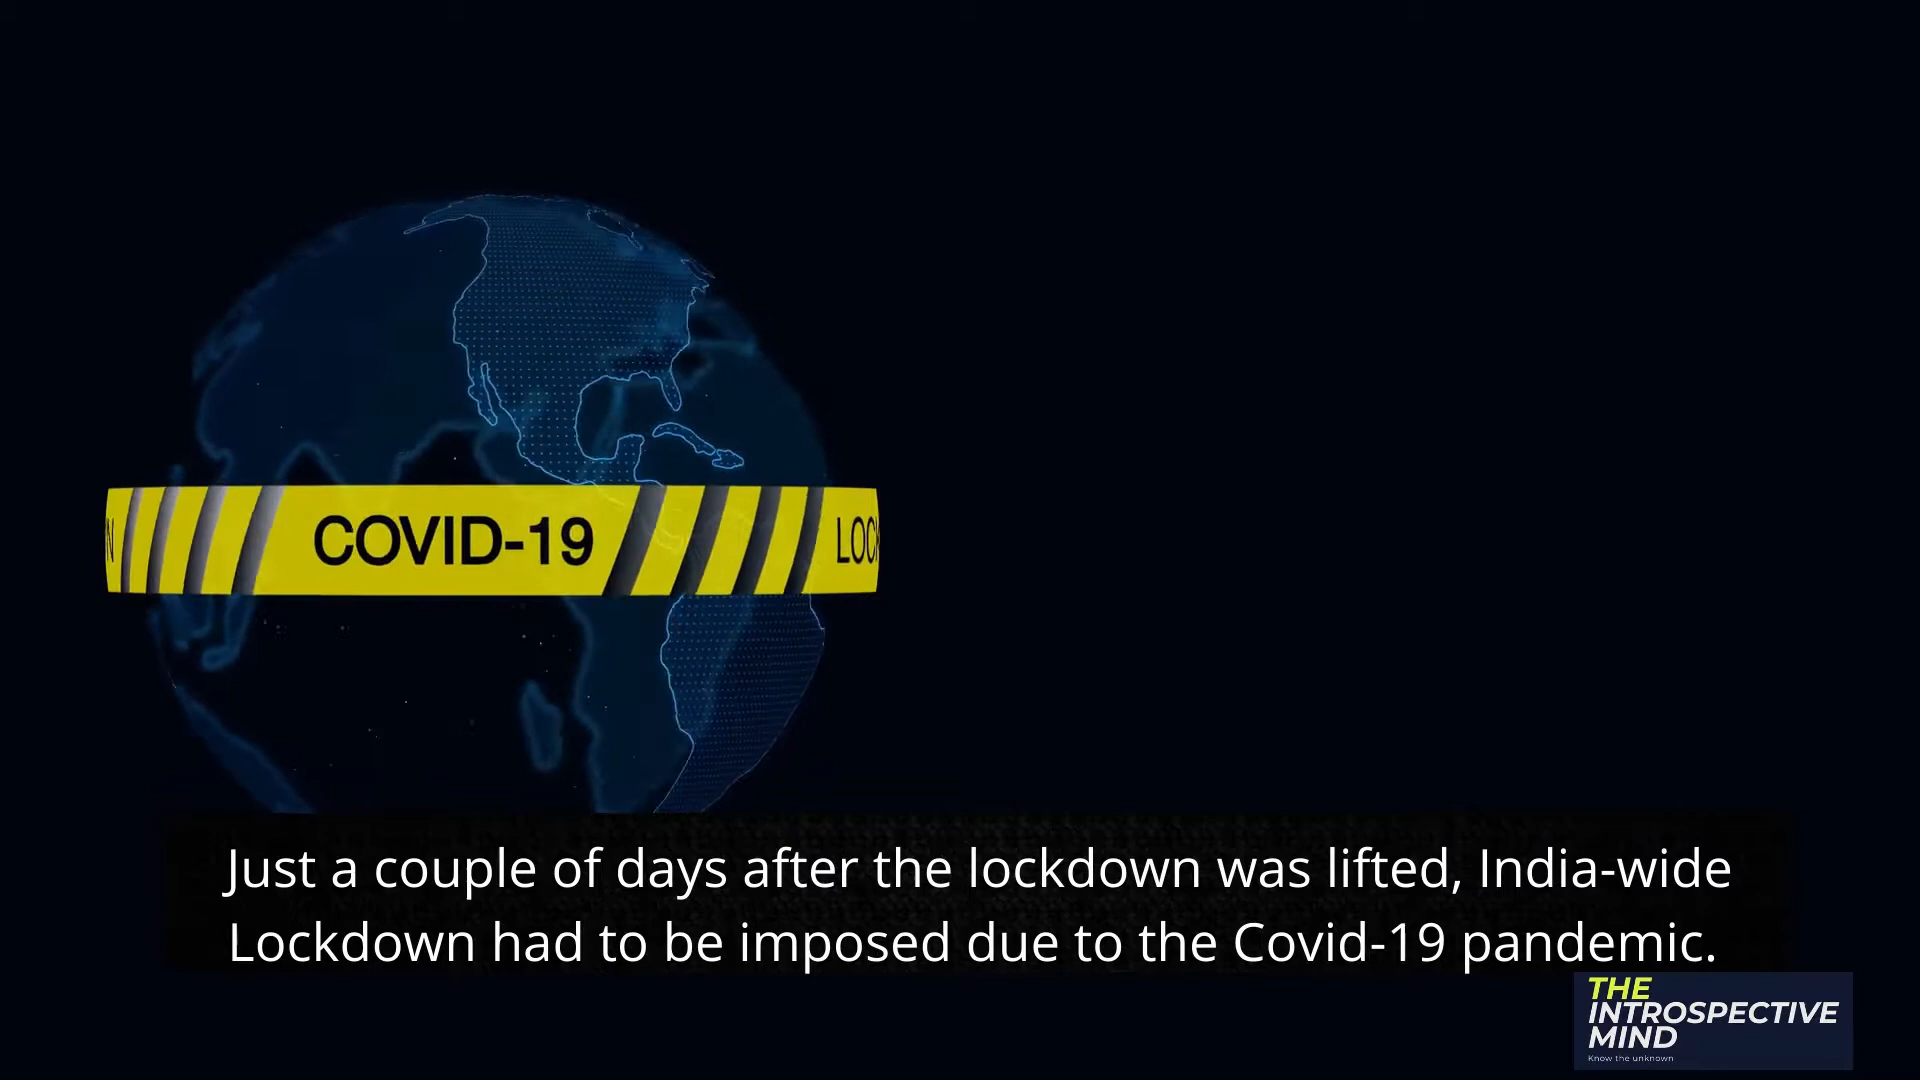 N COVID-19 LOCK
Just a couple of days after the lockdown was lifted, India-wide
Lockdown had to be imposed due to the Covid-19 pandemic.
THE
INTROSPECTIVE
MIND
Know the unknown